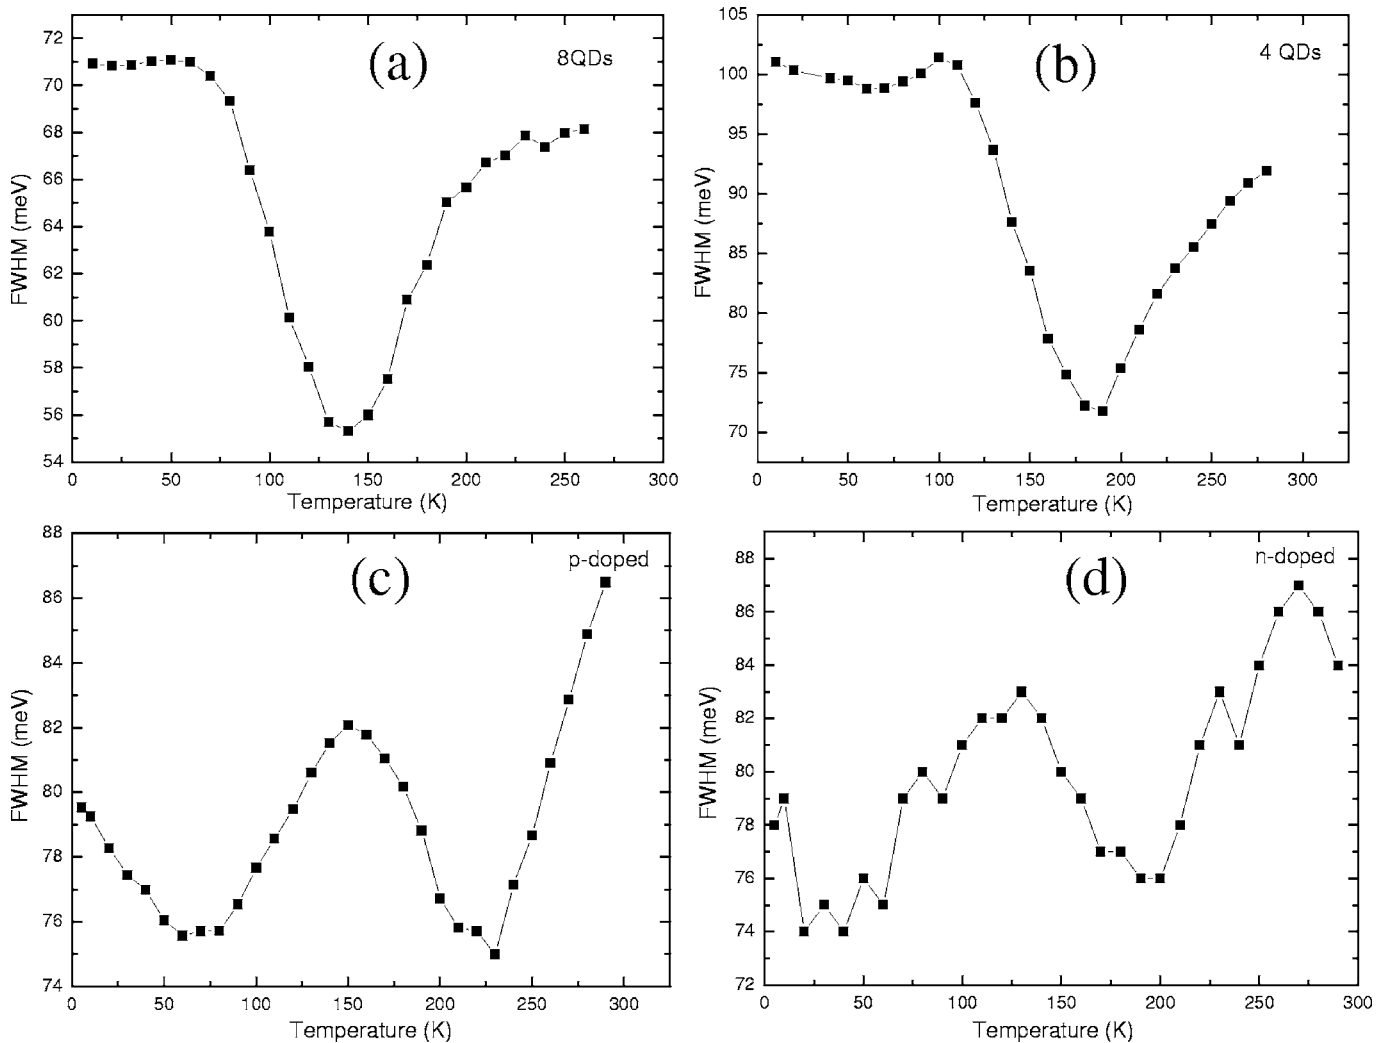 72
70
68
66
64
62
60
58
56
54
FWHM (meV)
(a)
8QDs
0 50 100 150 200 250 300
Temperature (K)
105
100
95
90
85
80
75
70
FWHM (meV)
(b)
4 QDs
0 50 100 150 200 250 300
Temperature (K)
88
86
84
82
80
78
76
74
FWHM (meV)
(c)
p-doped
0 50 100 150 200 250 300
Temperature (K)
88
86
84
82
80
78
76
74
72
FWHM (meV)
(d)
n-doped
0 50 100 150 200 250 300
Temperature (K)